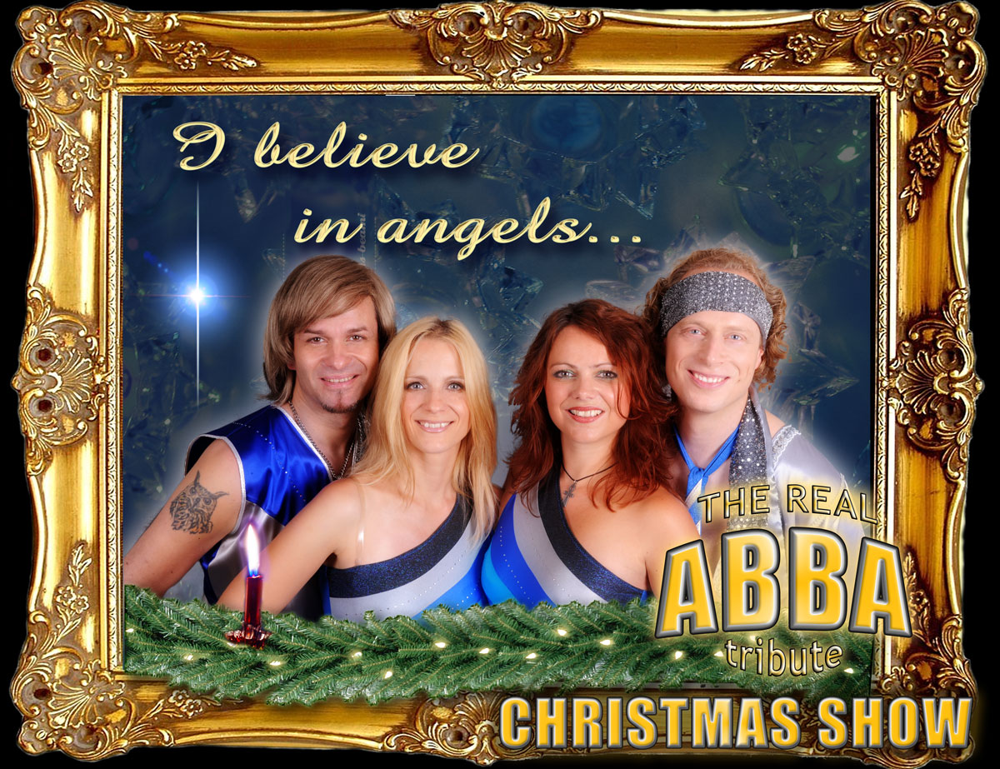 I believe
in angels...
THE REAL
ABBA
tribute
CHRISTMAS SHOW